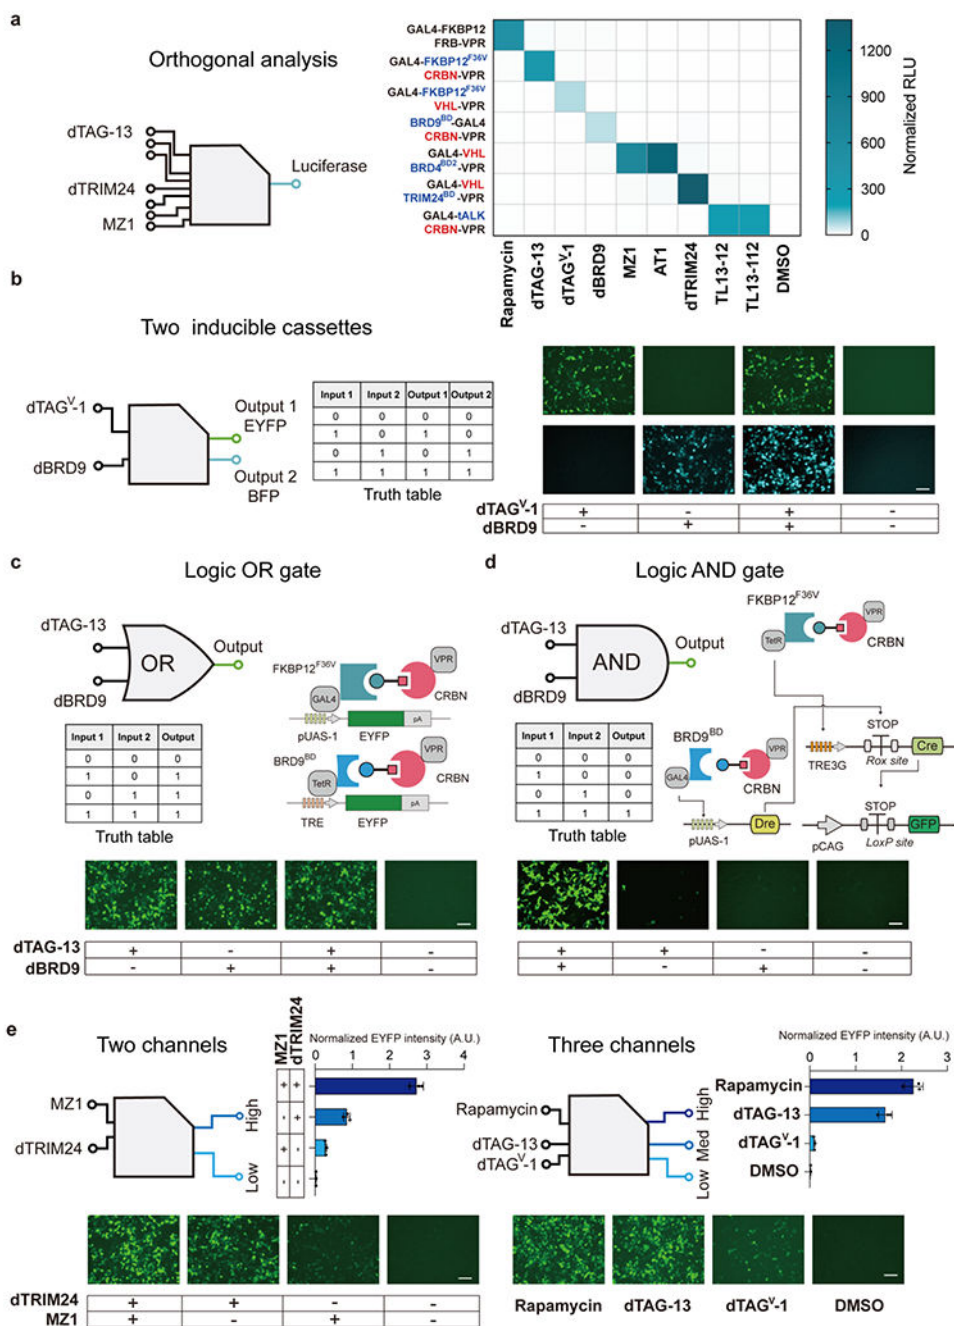 a
Orthogonal analysis
dTAG-13
dTRIM24
MZ1
Luciferase
GAL4-FKBP12
FRB-VPR
GAL4-FKBP12F36V
CRBN-VPR
GAL4-FKBP12F36V
VHL-VPR
BRD9BD-GAL4
CRBN-VPR
GAL4-VHL
BRD4BD2-VPR
GAL4-VHL
TRIM24BD-VPR
GAL4-tALK
CRBN-VPR
Rapamycin
dTAG-13
dTAGV-1
dBRD9
MZ1
AT1
dTRIM24
TL13-12
TL13-112
DMSO
1200
900
600
300
0
Normalized RLU
b
Two inducible cassettes
dTAGV-1
dBRD9
Output 1
EYFP
Output 2
BFP
Input 1 Input 2 Output 1 Output 2
0 0 0 0
1 0 1 0
0 1 0 1
1 1 1 1
Truth table
dTAGV-1 + - + -
dBRD9 - + + -
c
Logic OR gate
dTAG-13
dBRD9
OR
Output
Input 1 Input 2 Output
0 0 0
1 0 1
0 1 1
1 1 1
Truth table
FKBP12F36V
VPR
GAL4
CRBN
pUAS-1
EYFP
pA
BRD9BD
VPR
TetR
CRBN
TRE
EYFP
pA
dTAG-13 + - + -
dBRD9 - + + -
d
Logic AND gate
dTAG-13
dBRD9
AND
Output
Input 1 Input 2 Output
0 0 0
1 0 0
0 1 0
1 1 1
Truth table
FKBP12F36V
VPR
TetR
CRBN
BRD9BD
VPR
GAL4
CRBN
pUAS-1
Dre
STOP
TRE3G
Rox site
Cre
STOP
pCAG
LoxP site
GFP
dTAG-13 + + - -
dBRD9 + - + -
e
Two channels
MZ1
dTRIM24
High
Low
MZ1
dTRIM24
Normalized EYFP intensity (A.U.)
0 1 2 3 4
+ +
- +
+ -
- -
dTRIM24 + + - -
MZ1 + - + -
Three channels
Rapamycin
dTAG-13
dTAGV-1
High
Med
Low
Normalized EYFP intensity (A.U.)
0 1 2 3
Rapamycin
dTAG-13
dTAGV-1
DMSO
Rapamycin dTAG-13 dTAGV-1 DMSO